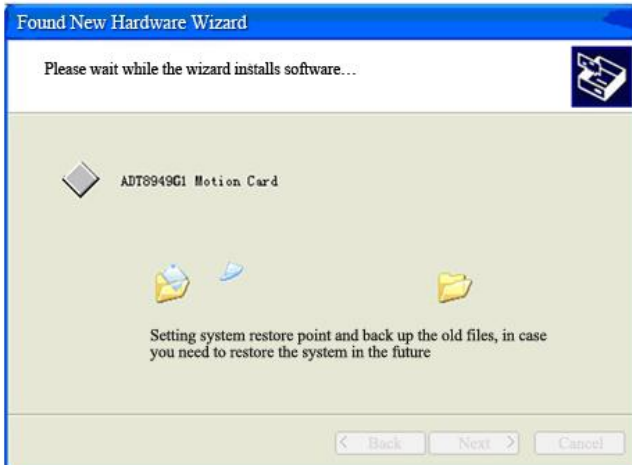 Found New Hardware Wizard
Please wait while the wizard installs software…
ADT8949G1 Motion Card
Setting system restore point and back up the old files, in case
you need to restore the system in the future
< Back
Next >
Cancel